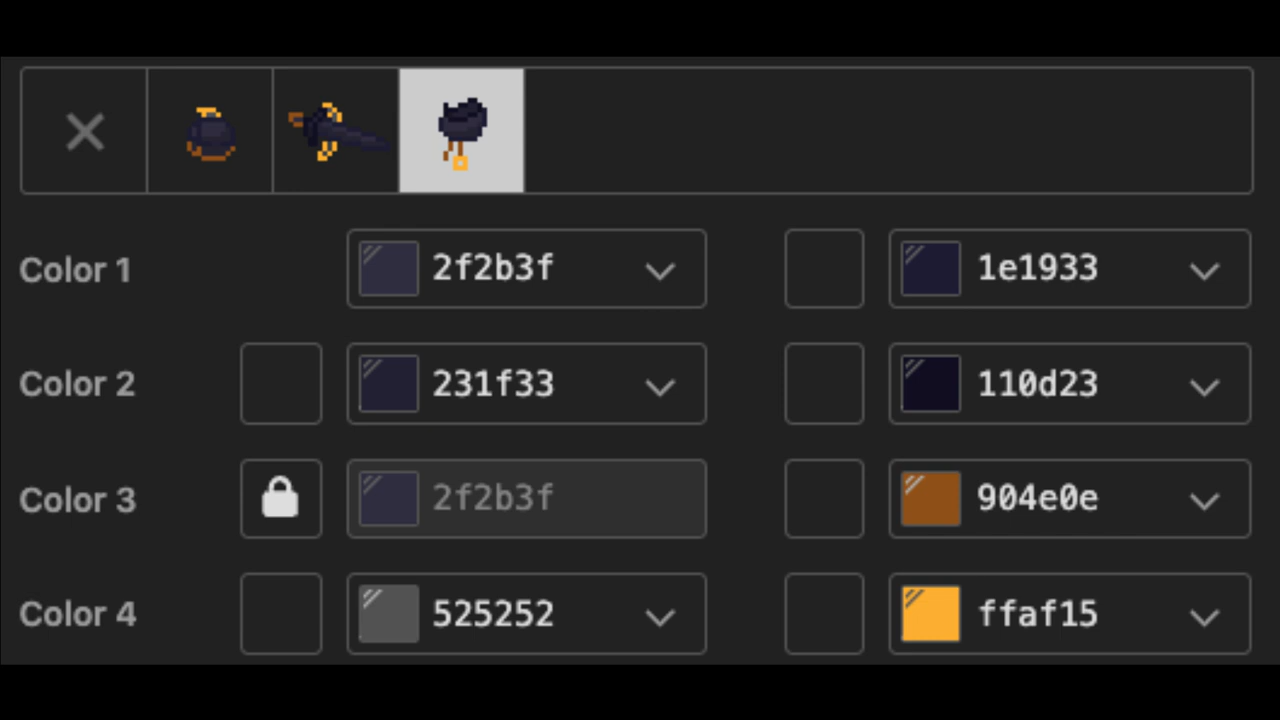 Color 1 2f2b3f 1e1933
Color 2 231f33 110d23
Color 3 2f2b3f 904e0e
Color 4 525252 ffaf15